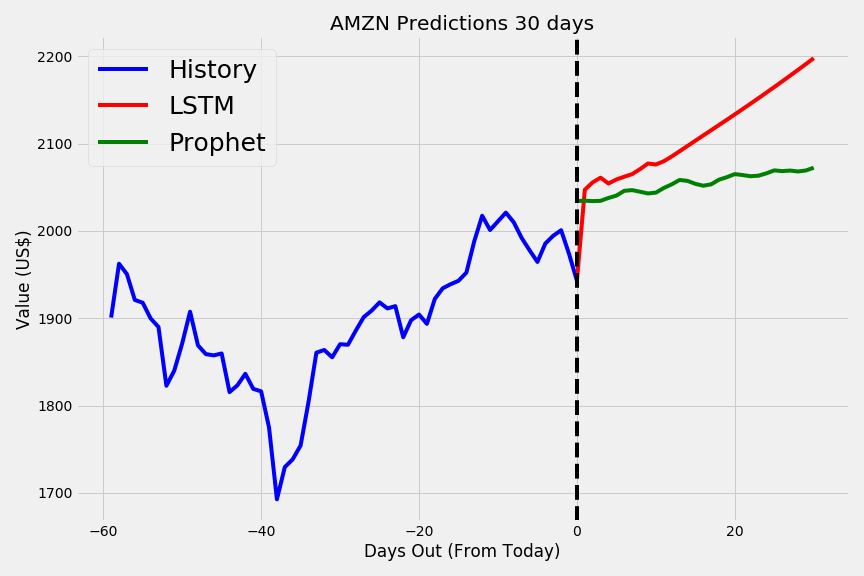 AMZN Predictions 30 days
History
LSTM
Prophet
2200
2100
2000
1900
1800
1700
Value (US$)
−60
−40
−20
0
20
Days Out (From Today)